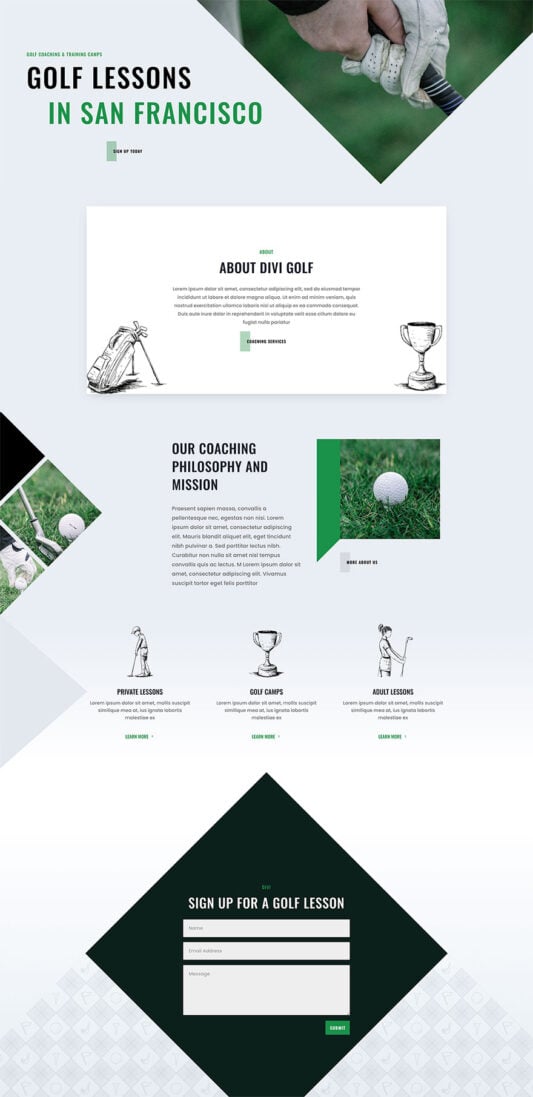 GOLF COACHING & TRAINING CAMPS
GOLF LESSONS
IN SAN FRANCISCO
SIGN UP TODAY
ABOUT
ABOUT DIVI GOLF
Lorem ipsum dolor sit amet, consectetur adipiscing elit, sed do eiusmod tempor
incididunt ut labore et dolore magna aliqua. Ut enim ad minim veniam, quis
nostrud exercitation ullamco laboris nisi ut aliquip ex ea commodo consequat.
Duis aute irure dolor in reprehenderit in voluptate velit esse cillum dolore eu
fugiat nulla pariatur
COACHING SERVICES
OUR COACHING
PHILOSOPHY AND
MISSION
Praesent sapien massa, convallis a
pellentesque nec, egestas non nisi. Lorem
ipsum dolor sit amet, consectetur adipiscing
elit. Mauris blandit aliquet elit, eget tincidunt
nibh pulvinar a. Sed porttitor lectus nibh.
Curabitur non nulla sit amet nisl tempus
convallis quis ac lectus. M Lorem ipsum dolor sit
amet, consectetur adipiscing elit. Vivamus
suscipit tortor eget felis porttitor
MORE ABOUT US
PRIVATE LESSONS
Lorem ipsum dolor sit amet, mollis suscipit
similique mea at, ius ignota lobortis
molestiae ex
LEARN MORE
GOLF CAMPS
Lorem ipsum dolor sit amet, mollis suscipit
similique mea at, ius ignota lobortis
molestiae ex
LEARN MORE
ADULT LESSONS
Lorem ipsum dolor sit amet, mollis suscipit
similique mea at, ius ignota lobortis
molestiae ex
LEARN MORE
DIVI
SIGN UP FOR A GOLF LESSON
Name
Email Address
Message
SUBMIT